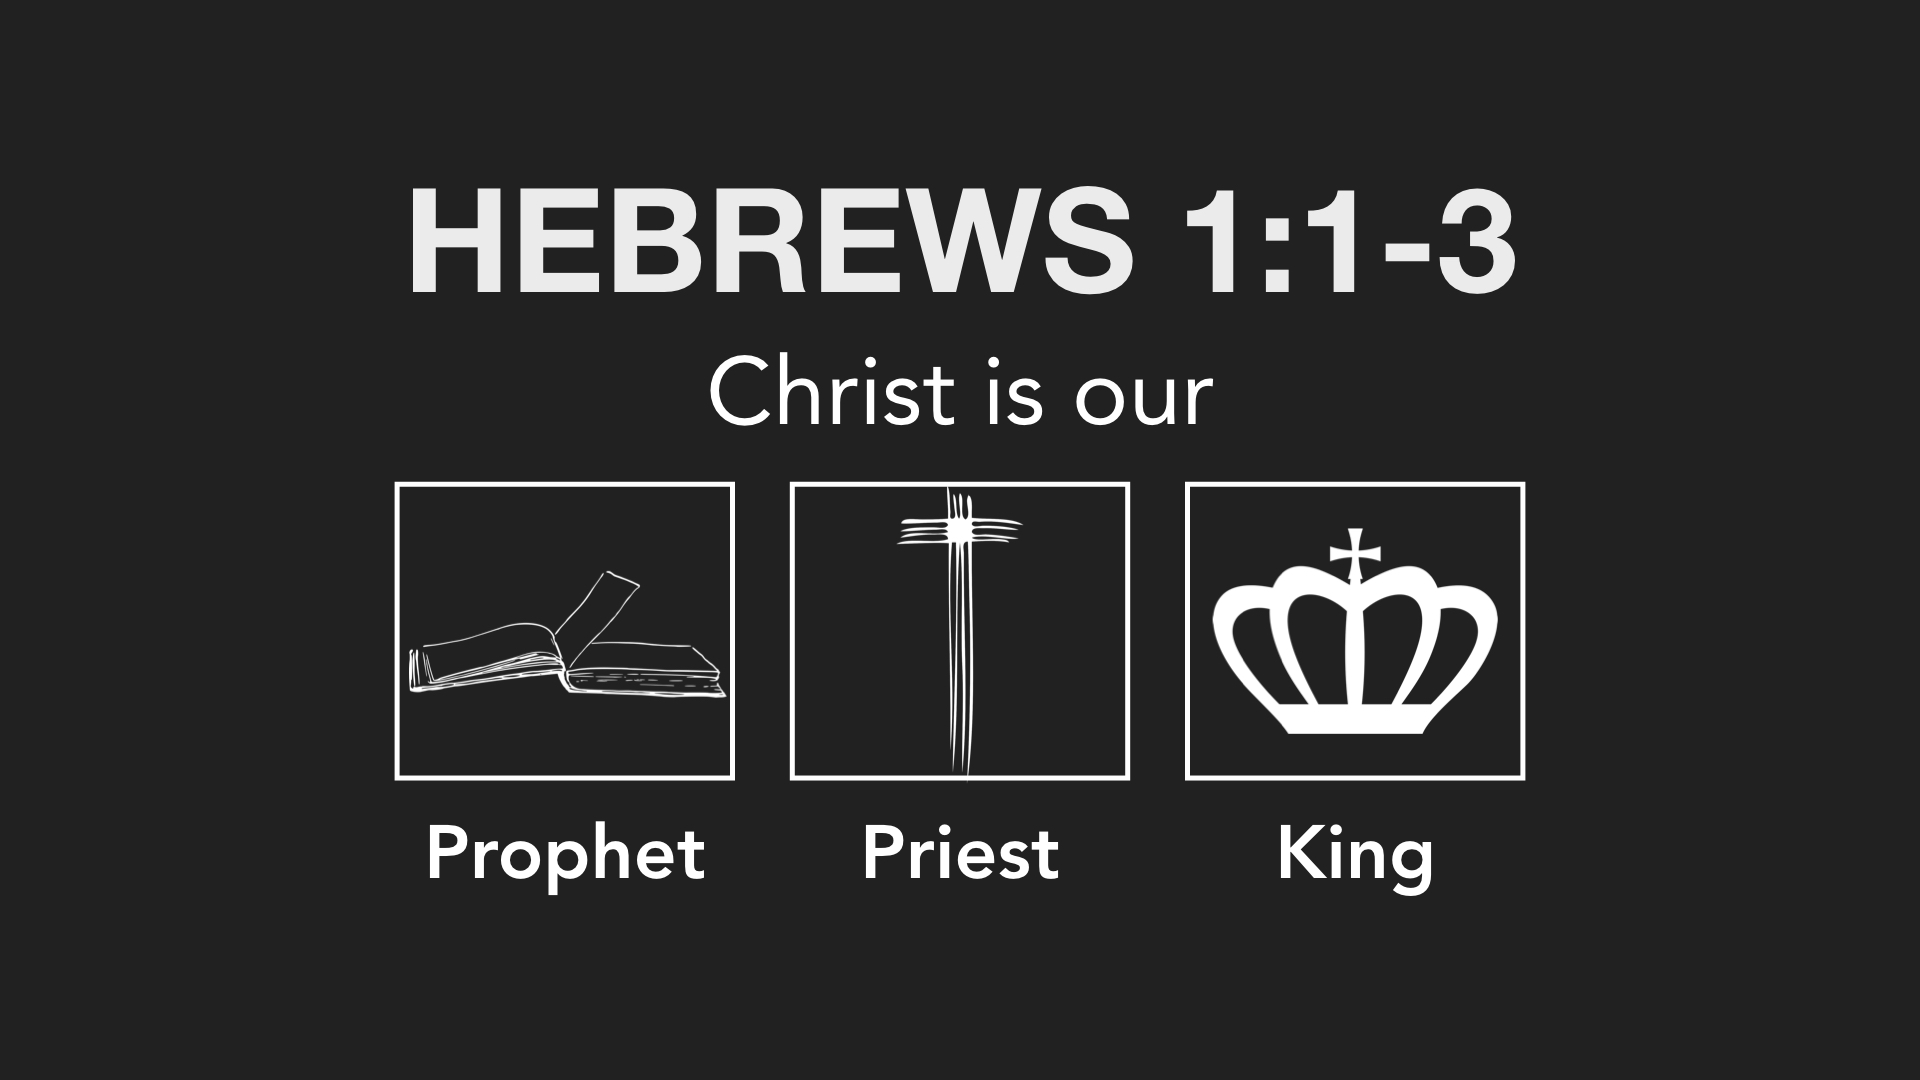 HEBREWS 1:1-3
Christ is our
Prophet
Priest
King